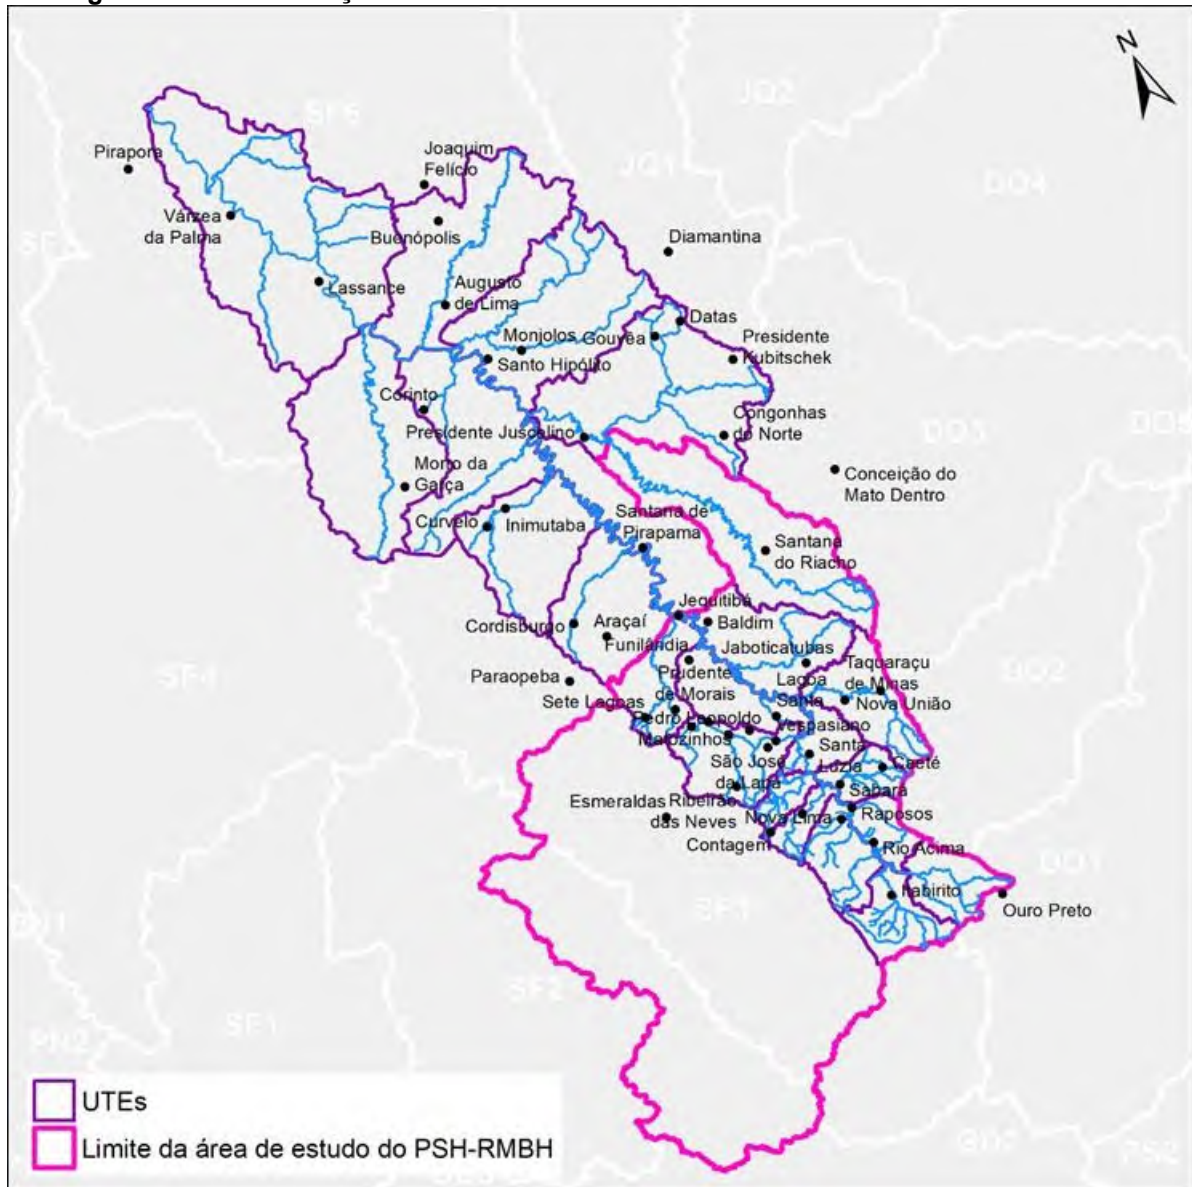 N
SF6
JQ2
JQ1
DO4
Pirapora
Joaquim
Felício
Várzea
da Palma
Buenópolis
Diamantina
Lassance
Augusto
de Lima
Datas
Monjolos
Gouvêa
Presidente
Kubitschek
Santo Hipólito
Corinto
Presidente Juscelino
Congonhas
do Norte
DO3
DO5
Morro da
Garça
Conceição do
Mato Dentro
Curvelo
Inimutaba
Santana de
Pirapama
Santana
do Riacho
Jequitibá
Baldim
Cordisburgo
Araçaí
Funilândia
Jaboticatubas
SF4
DO2
Paraopeba
Prudente
de Morais
Lagoa
Santa
Taquaraçu
de Minas
Nova União
Sete Lagoas
Pedro Leopoldo
Vespasiano
Matozinhos
São José
da Lapa
Santa
Luzia
Caeté
Sabará
Esmeraldas
Ribeirão
das Neves
Nova Lima
Raposos
Contagem
Rio Acima
DO1
SF3
Itabirito
Ouro Preto
SF2
SF1
PN2
GD2
PS2
UTEs
Limite da área de estudo do PSH-RMBH